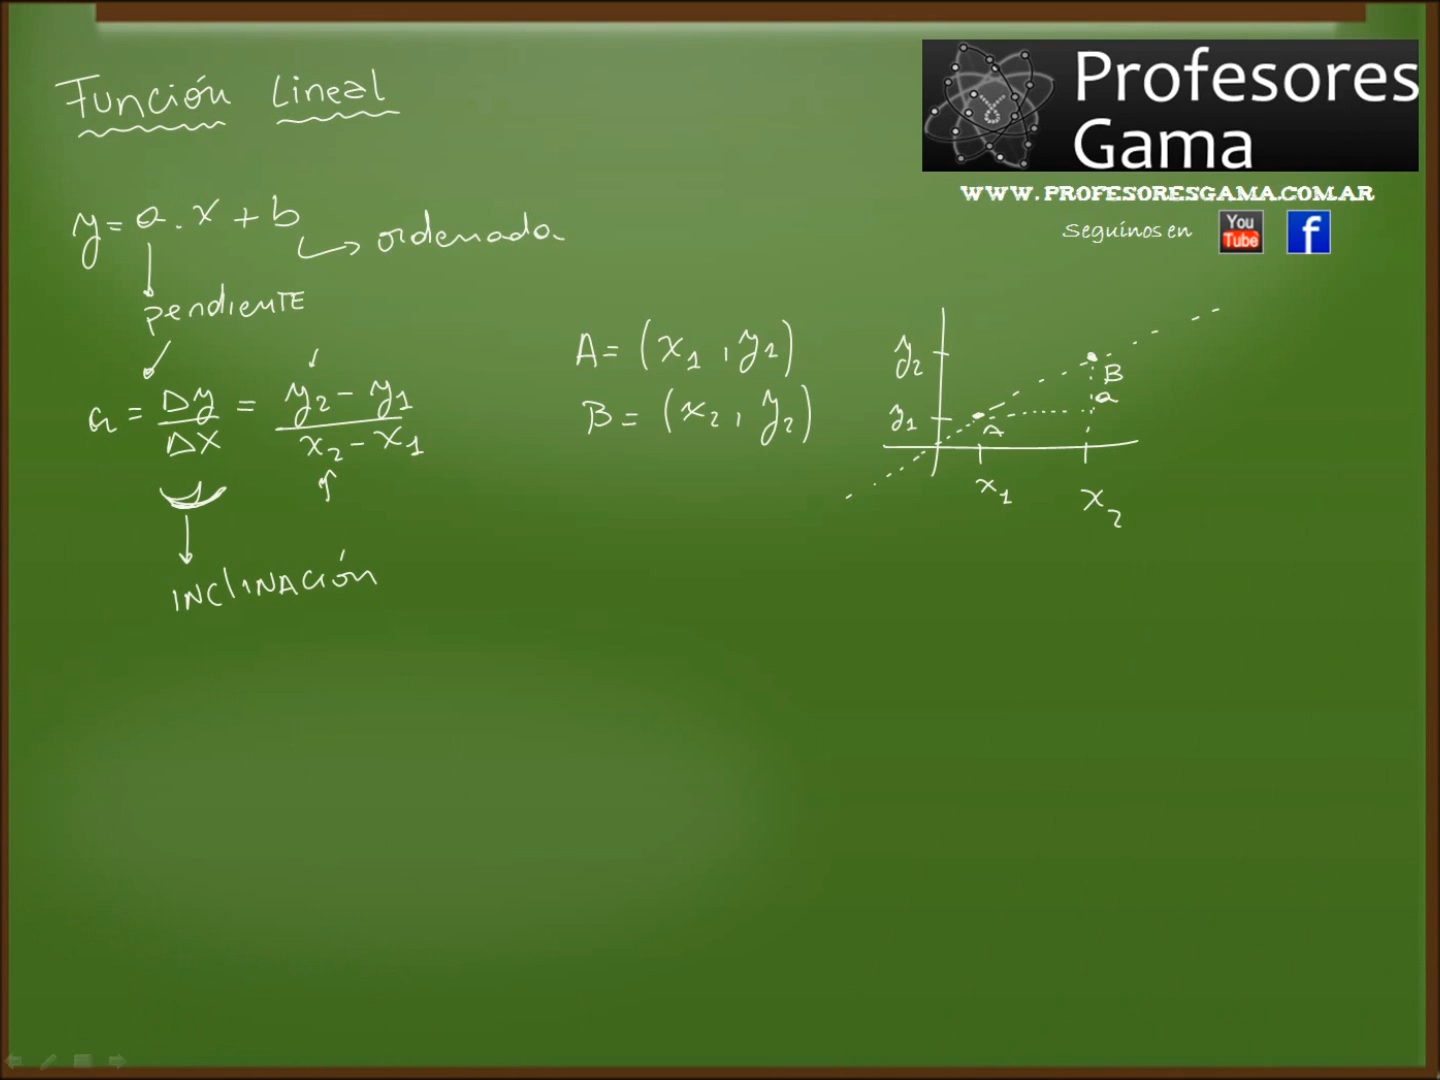 Función Lineal
Profesores
Gama
WWW.PROFESORESGAMA.COM.AR
Seguinos en
You
Tube
f
y = a . x + b
ordenada
pendiente
a = Δy/Δx = (y2 - y1)/(x2 - x1)
INCLINACIÓN
A = (x1 , y1)
B = (x2 , y2)
y2
B
a
y1
A
x1
x2